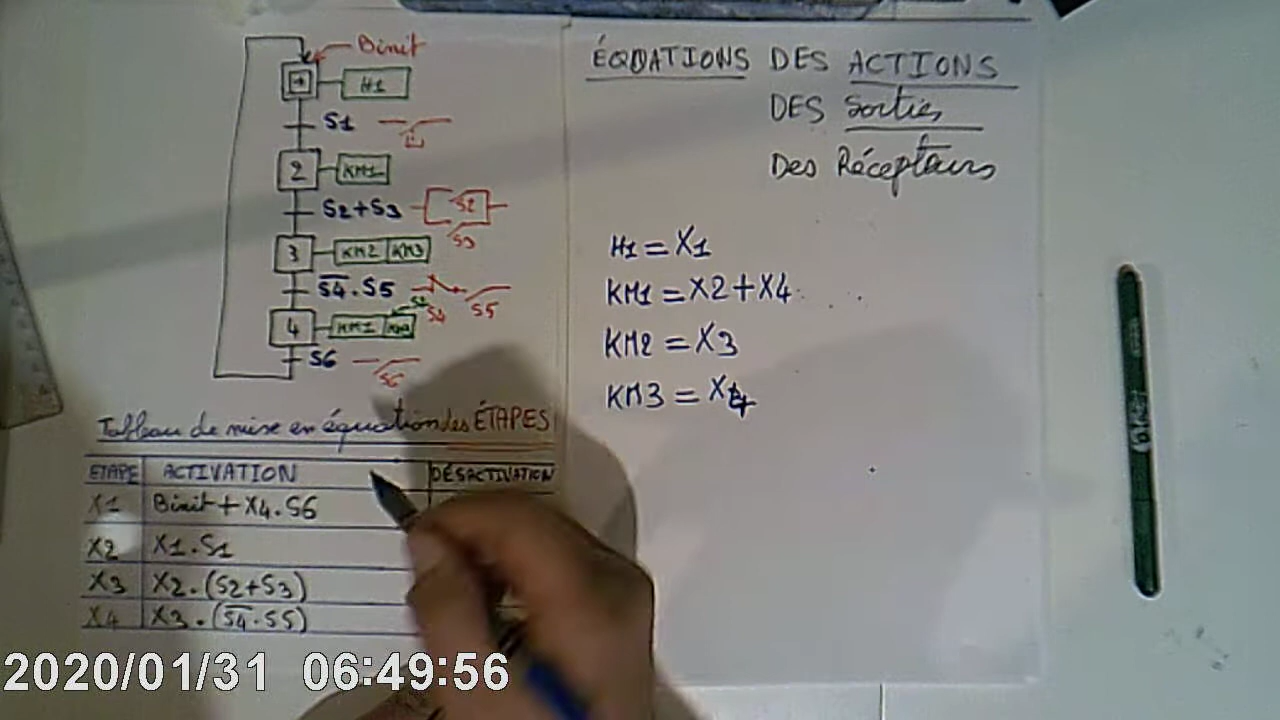 Binit
H1
S1
2 KM1
S2+S3 S2
S3
3 KM2 KM3
S4.S5 S4 S5
4 KM1
S6 S6
Tableau de mise en équation des ÉTAPES
ETAPE ACTIVATION DÉSACTIVATION
X1 Binit + X4.S6
X2 X1.S1
X3 X2.(S2+S3)
X4 X3.(S̅4̅.S5)
ÉQUATIONS DES ACTIONS
DES Sorties
Des Récepteurs
H1 = X1
KM1 = X2+X4
KM2 = X3
KM3 = X4
2020/01/31 06:49:56